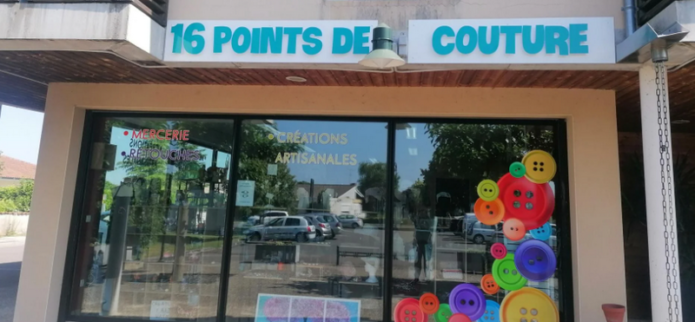 16 POINTS DE COUTURE
• MERCERIE
• RETOUCHES
• CRÉATIONS
ARTISANALES